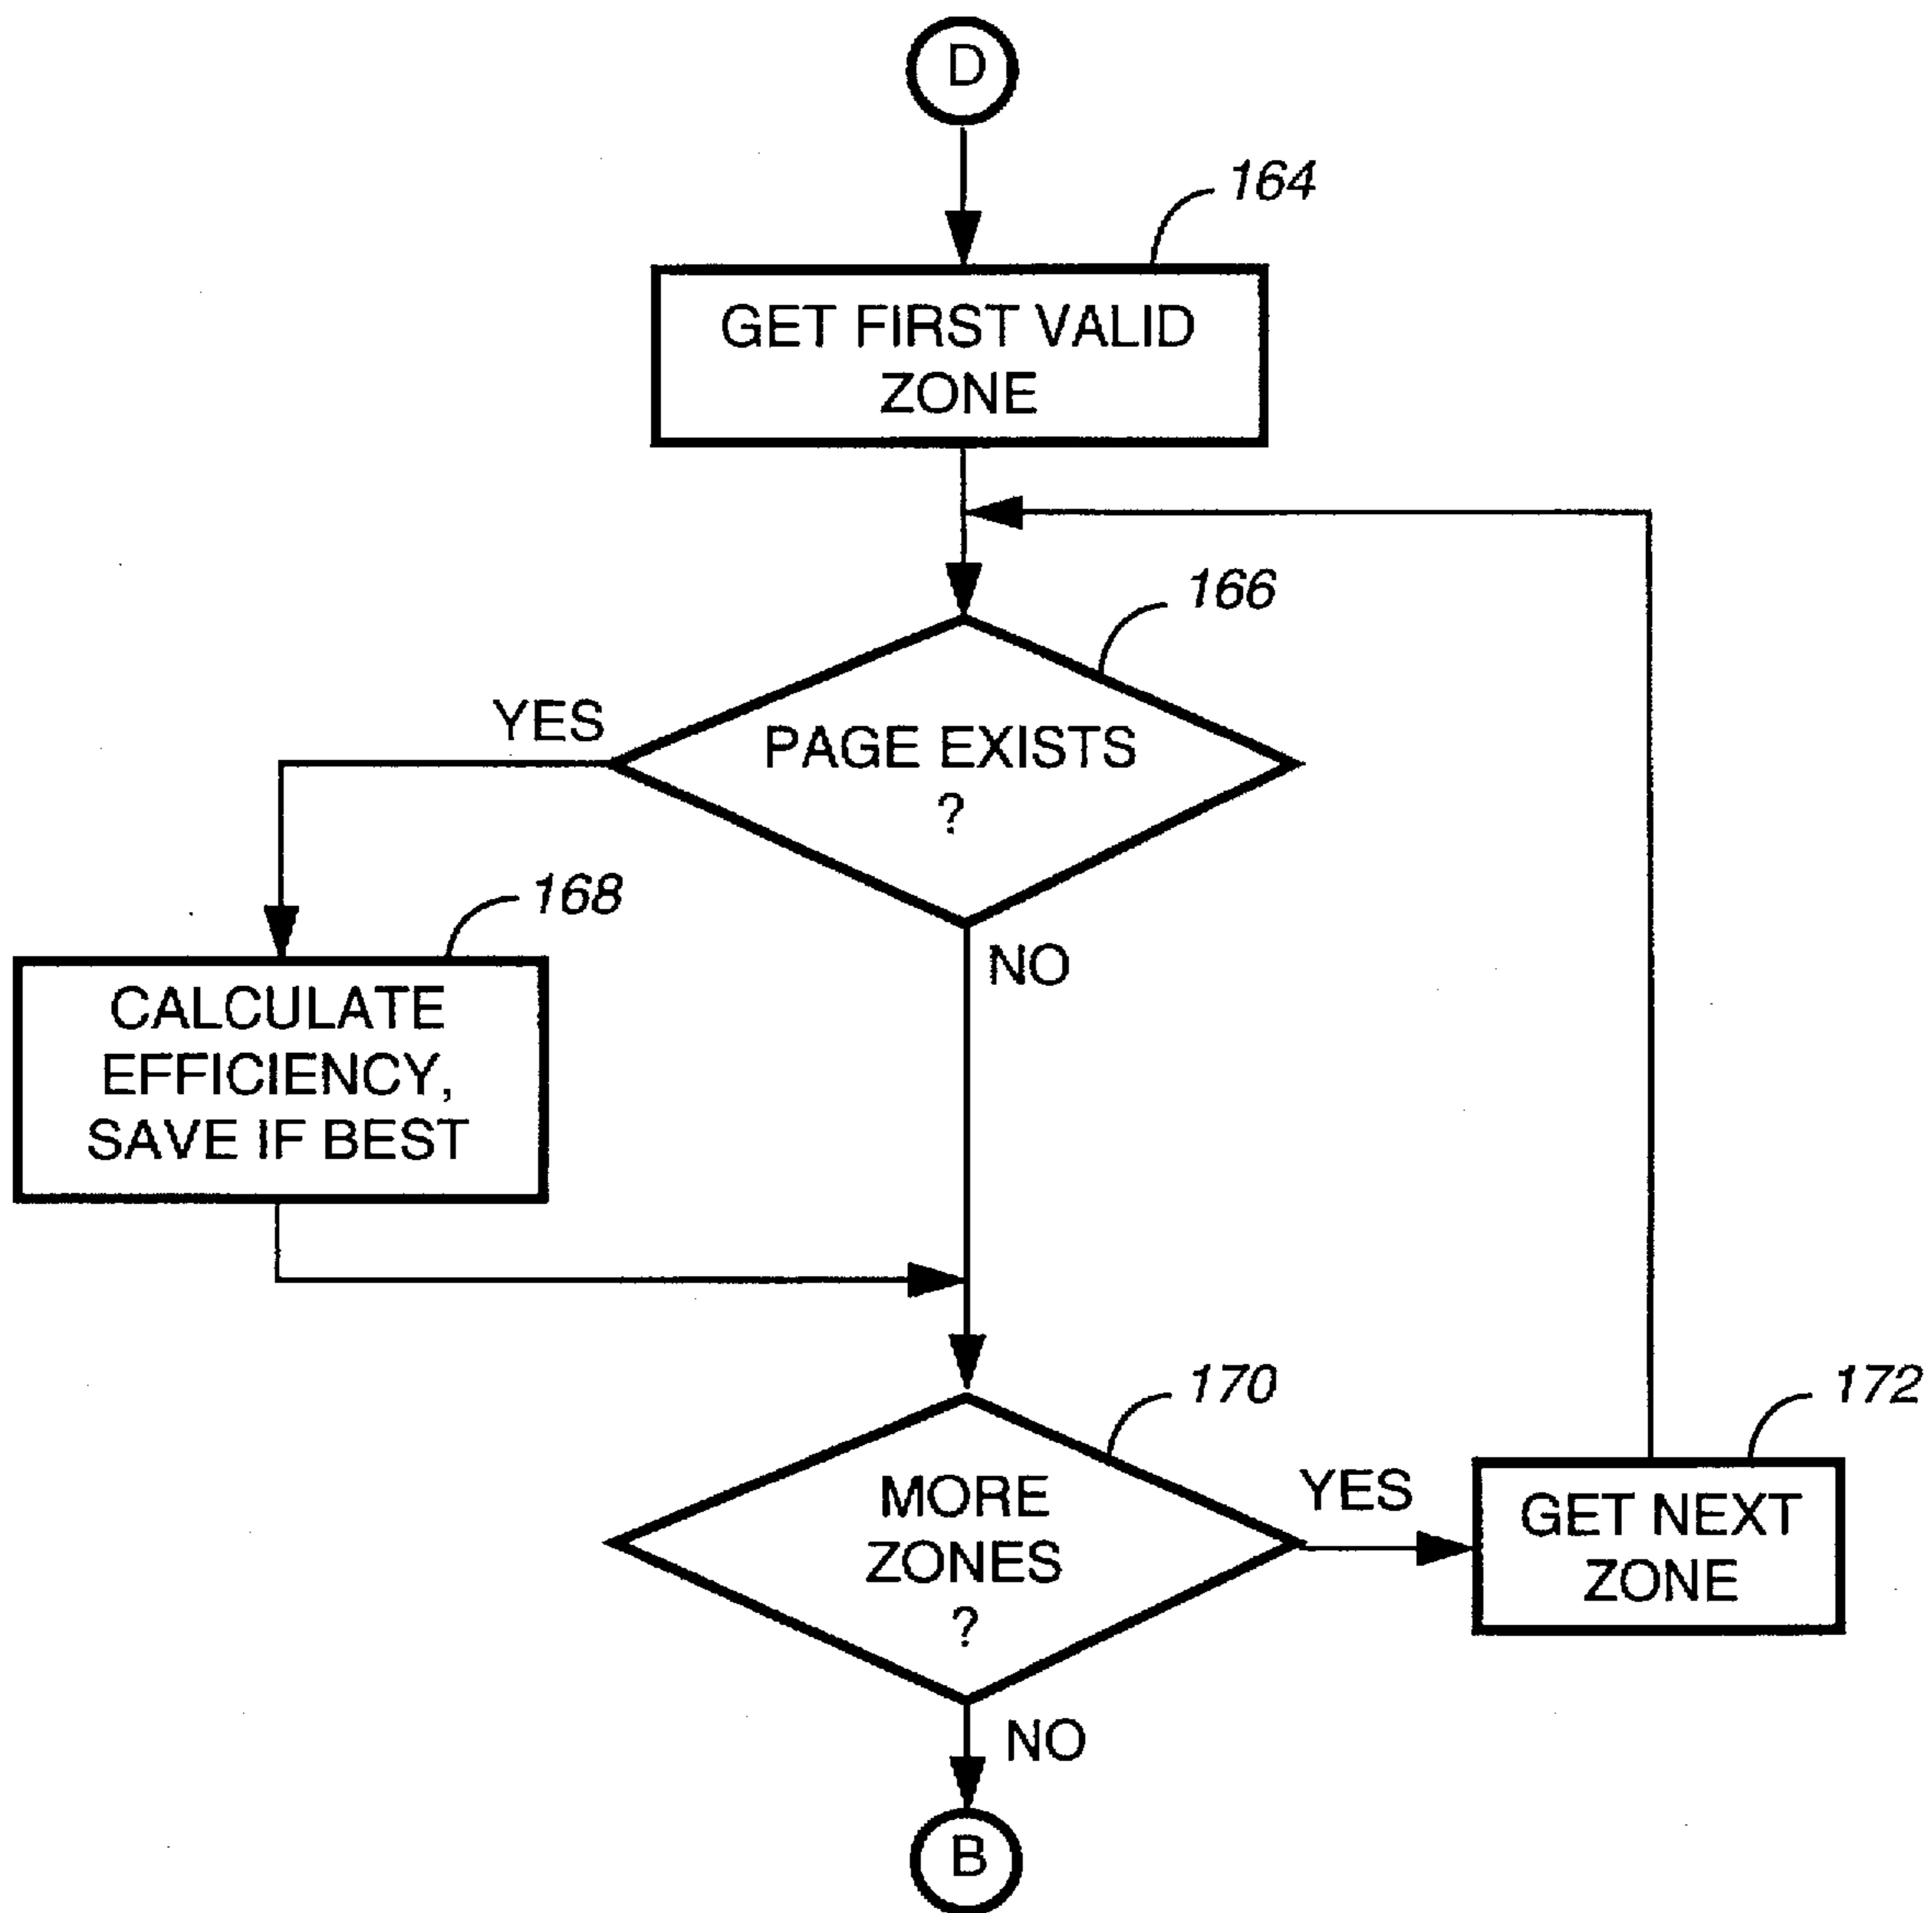 D
164
GET FIRST VALID
ZONE
166
YES
PAGE EXISTS
?
168
NO
CALCULATE
EFFICIENCY,
SAVE IF BEST
170
172
MORE
ZONES
?
YES
GET NEXT
ZONE
NO
B